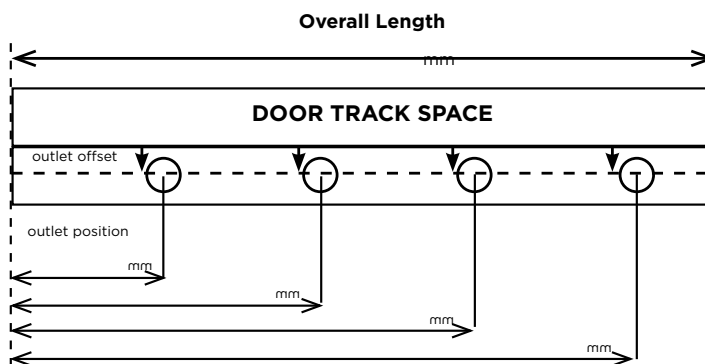 Overall Length
mm
DOOR TRACK SPACE
outlet offset
outlet position
mm
mm
mm
mm